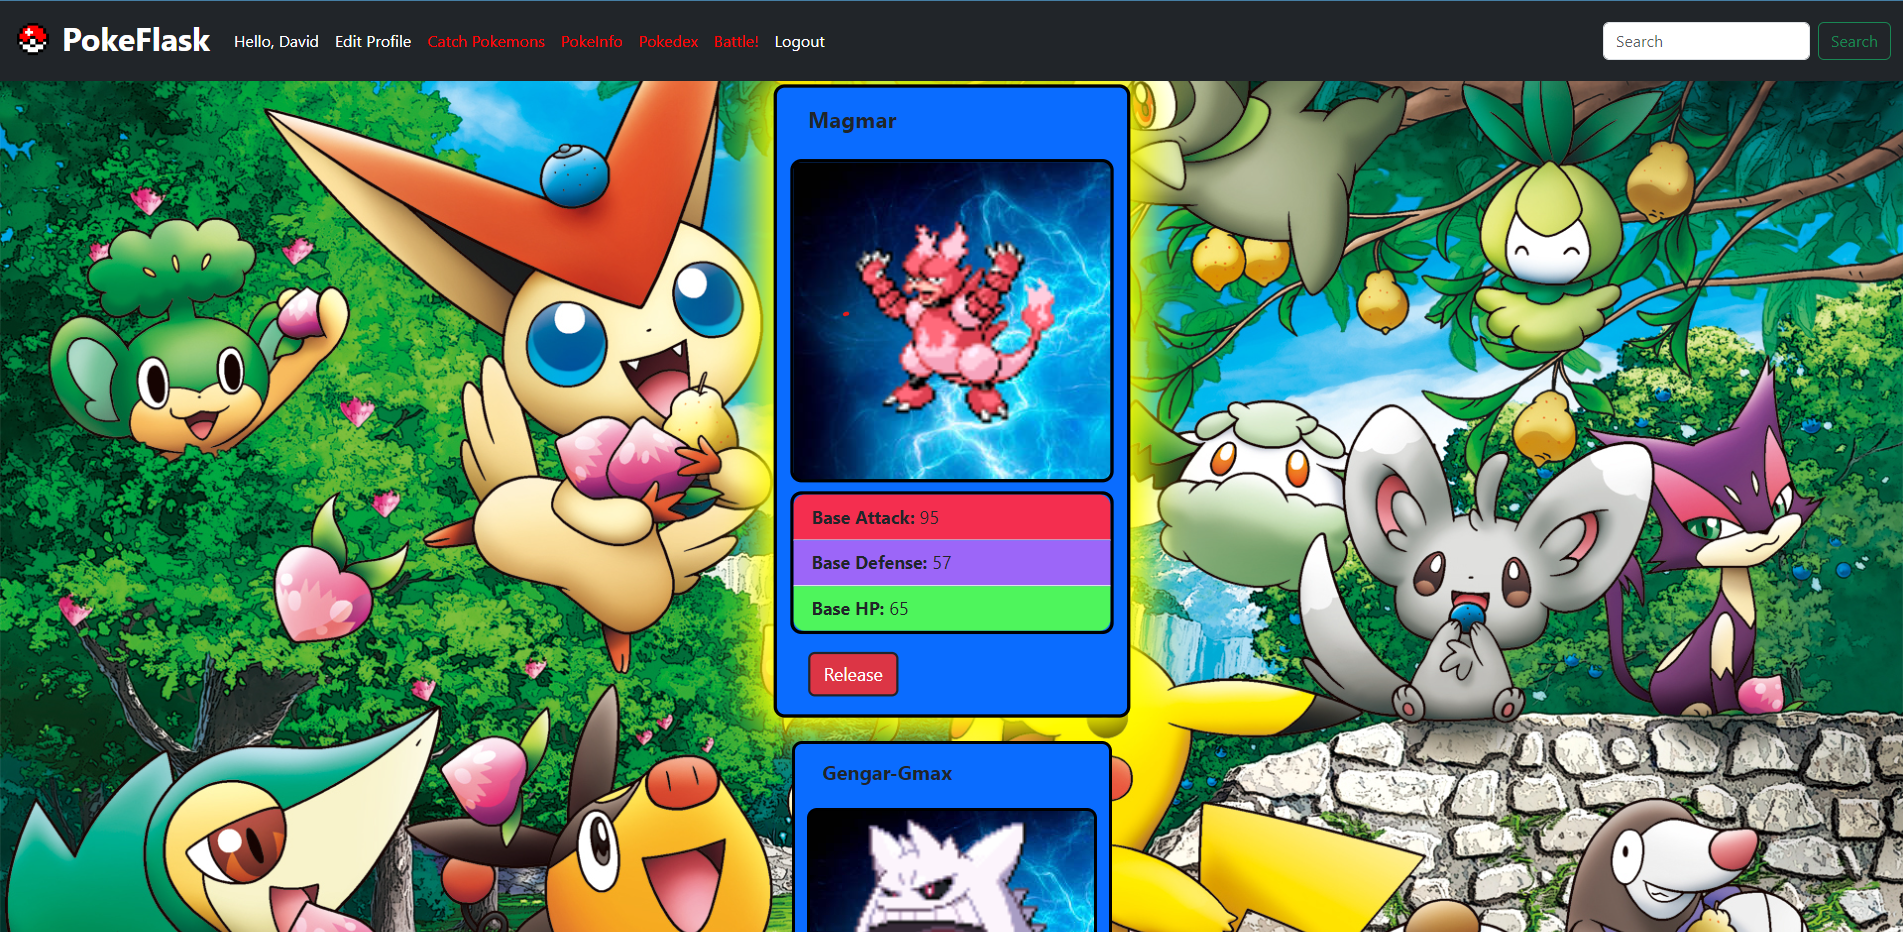 PokeFlask Hello, David Edit Profile Catch Pokemons PokeInfo Pokedex Battle! Logout Search Search
Magmar
Base Attack: 95
Base Defense: 57
Base HP: 65
Release
Gengar-Gmax